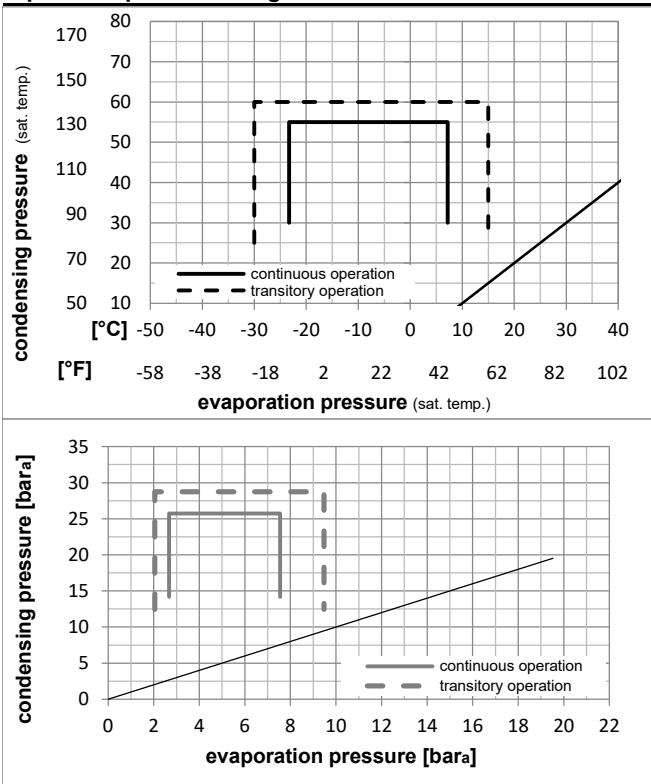 170 80
150 70
130 60
50
110 40
90 30
70 20
50 10
condensing pressure (sat. temp.)
continuous operation
transitory operation
[°C] -50 -40 -30 -20 -10 0 10 20 30 40
[°F] -58 -38 -18 2 22 42 62 82 102
evaporation pressure (sat. temp.)
condensing pressure [bara]
35
30
25
20
15
10
5
0
continuous operation
transitory operation
0 2 4 6 8 10 12 14 16 18 20 22
evaporation pressure [bara]